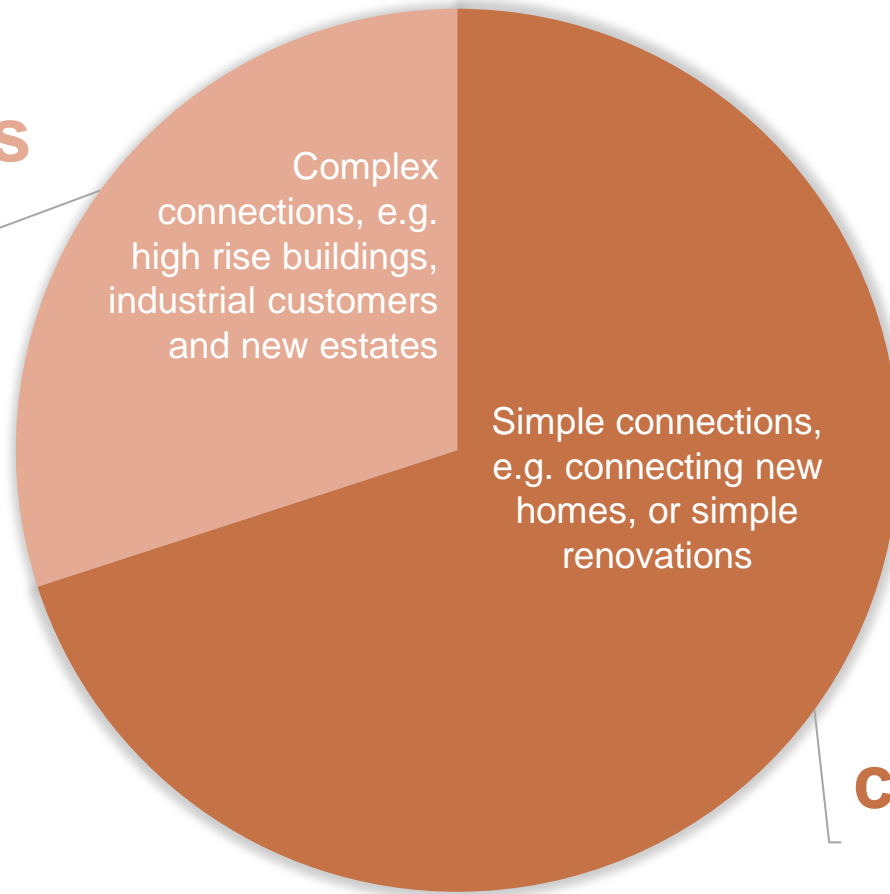 s
Complex
connections, e.g.
high rise buildings,
industrial customers
and new estates
Simple connections,
e.g. connecting new
homes, or simple
renovations
c